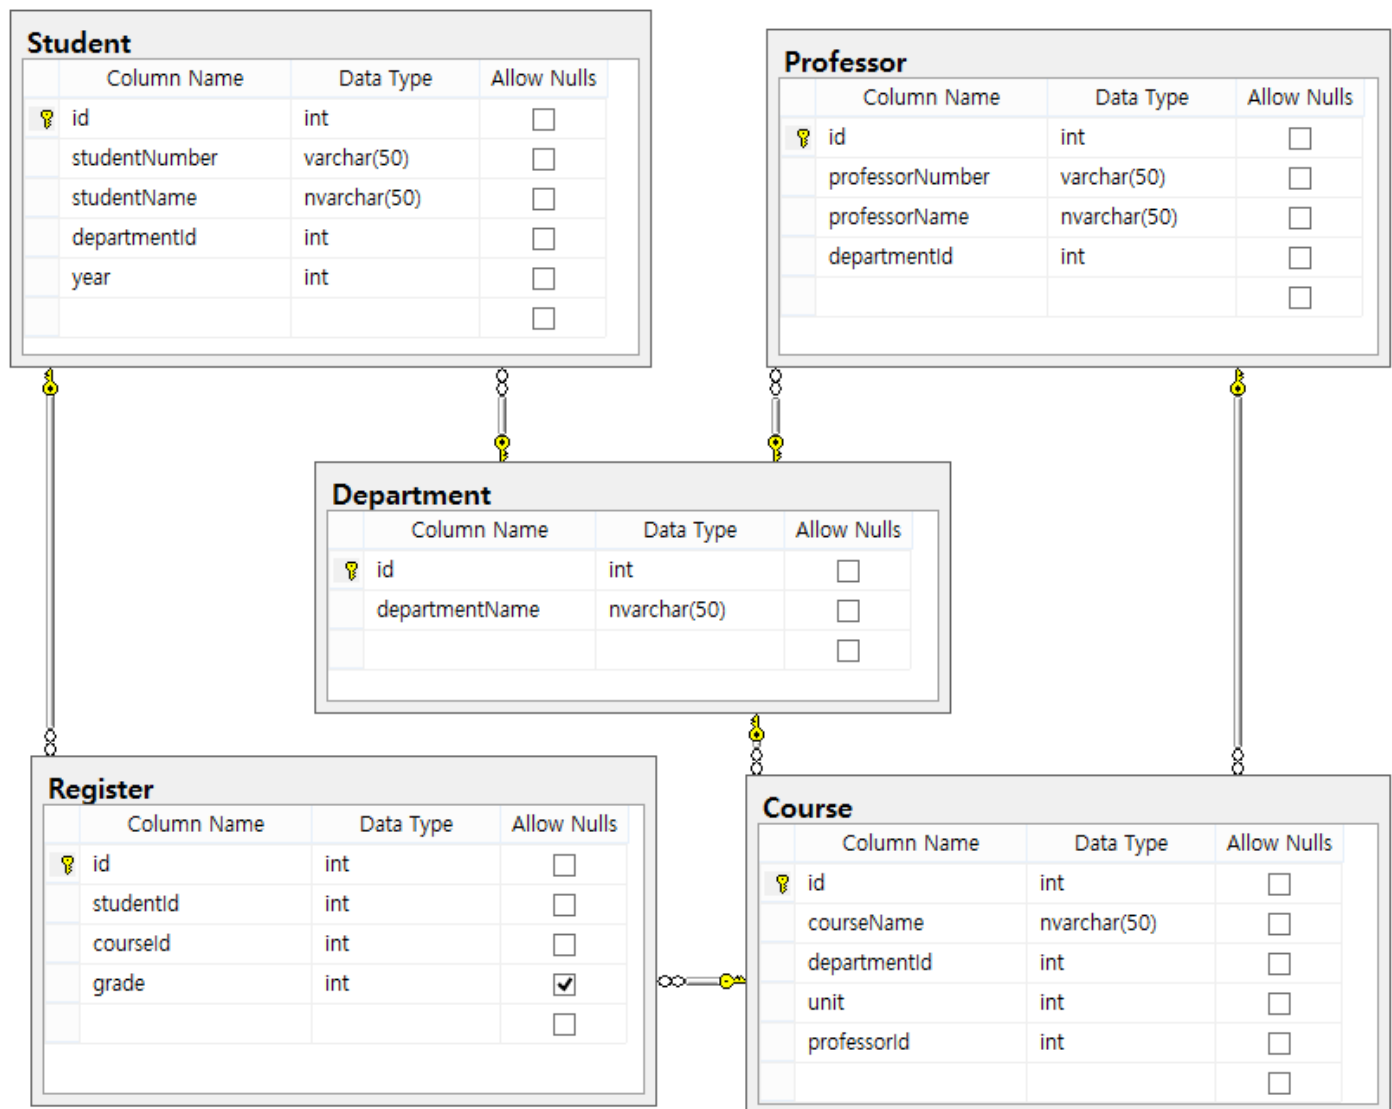 Student
Column Name Data Type Allow Nulls
id int
studentNumber varchar(50)
studentName nvarchar(50)
departmentId int
year int
Professor
Column Name Data Type Allow Nulls
id int
professorNumber varchar(50)
professorName nvarchar(50)
departmentId int
Department
Column Name Data Type Allow Nulls
id int
departmentName nvarchar(50)
Register
Column Name Data Type Allow Nulls
id int
studentId int
courseId int
grade int
Course
Column Name Data Type Allow Nulls
id int
courseName nvarchar(50)
departmentId int
unit int
professorId int